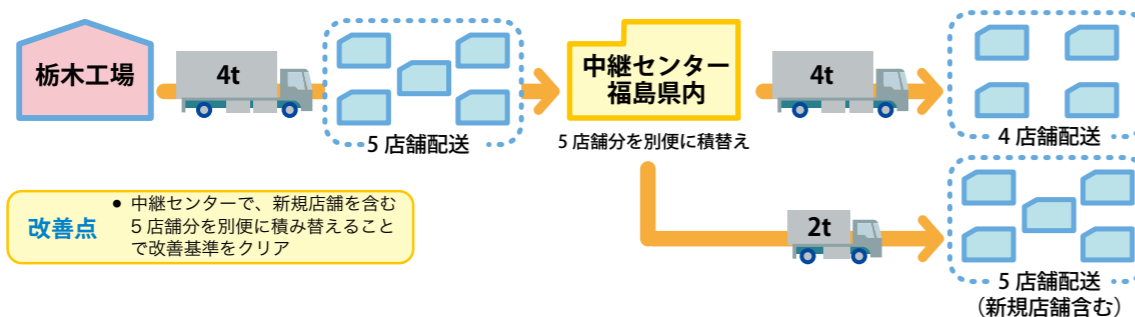 栃木工場
4t
5 店舗配送
中継センター
福島県内
5 店舗分を別便に積替え
4t
4 店舗配送
2t
5 店舗配送
（新規店舗含む）
改善点
● 中継センターで、新規店舗を含む
5 店舗分を別便に積み替えること
で改善基準をクリア